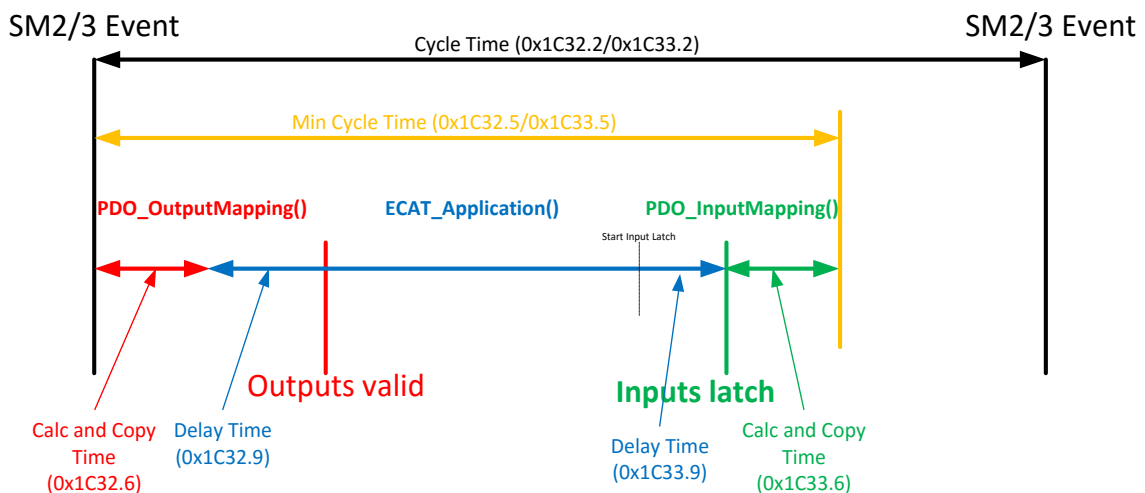 SM2/3 Event
SM2/3 Event
Cycle Time (0x1C32.2/0x1C33.2)
Min Cycle Time (0x1C32.5/0x1C33.5)
PDO_OutputMapping()
ECAT_Application()
PDO_InputMapping()
Start Input Latch
Outputs valid
Inputs latch
Calc and Copy
Time
(0x1C32.6)
Delay Time
(0x1C32.9)
Delay Time
(0x1C33.9)
Calc and Copy
Time
(0x1C33.6)